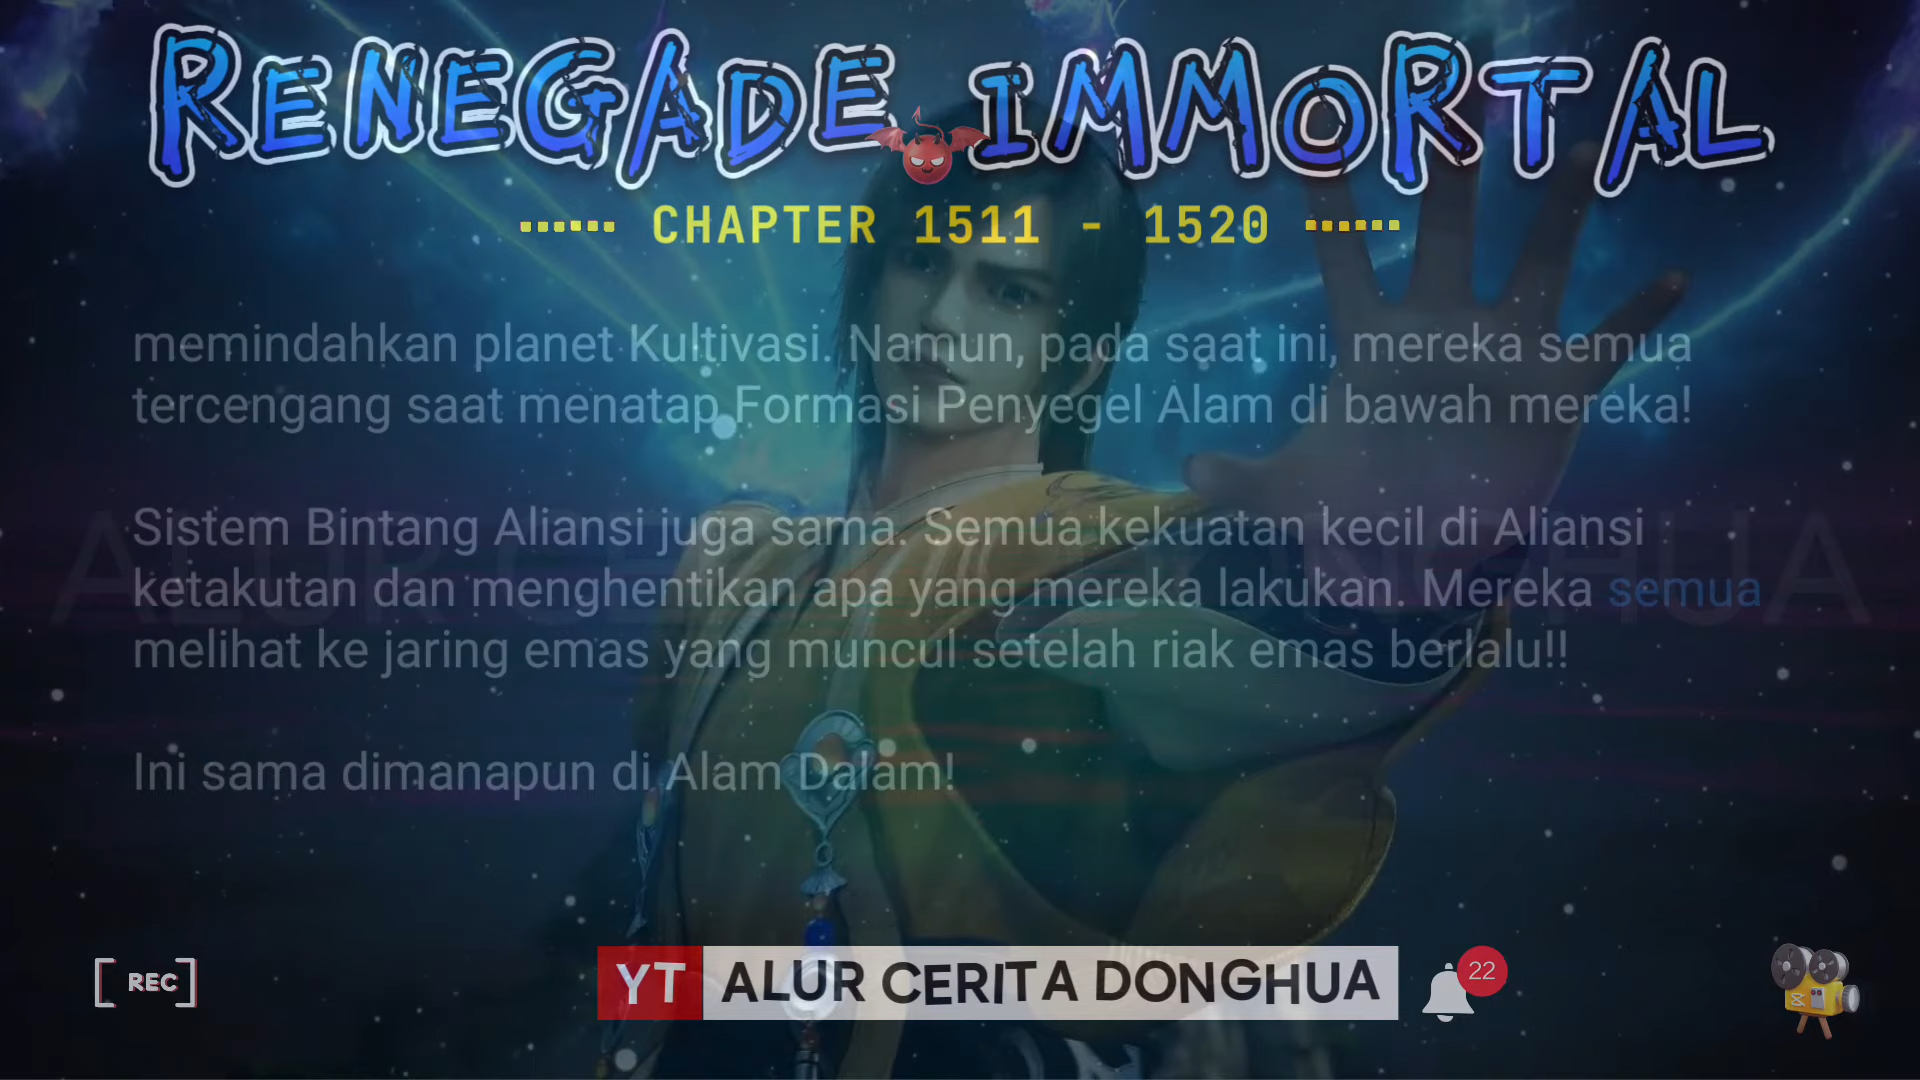 RENEGADE IMMORTAL
CHAPTER 1511 - 1520
memindahkan planet Kultivasi. Namun, pada saat ini, mereka semua
tercengang saat menatap Formasi Penyegel Alam di bawah mereka!
Sistem Bintang Aliansi juga sama. Semua kekuatan kecil di Aliansi
ketakutan dan menghentikan apa yang mereka lakukan. Mereka semua
melihat ke jaring emas yang muncul setelah riak emas berlalu!!
Ini sama dimanapun di Alam Dalam!
ALUR CERITA DONGHUA
REC
YT ALUR CERITA DONGHUA
22